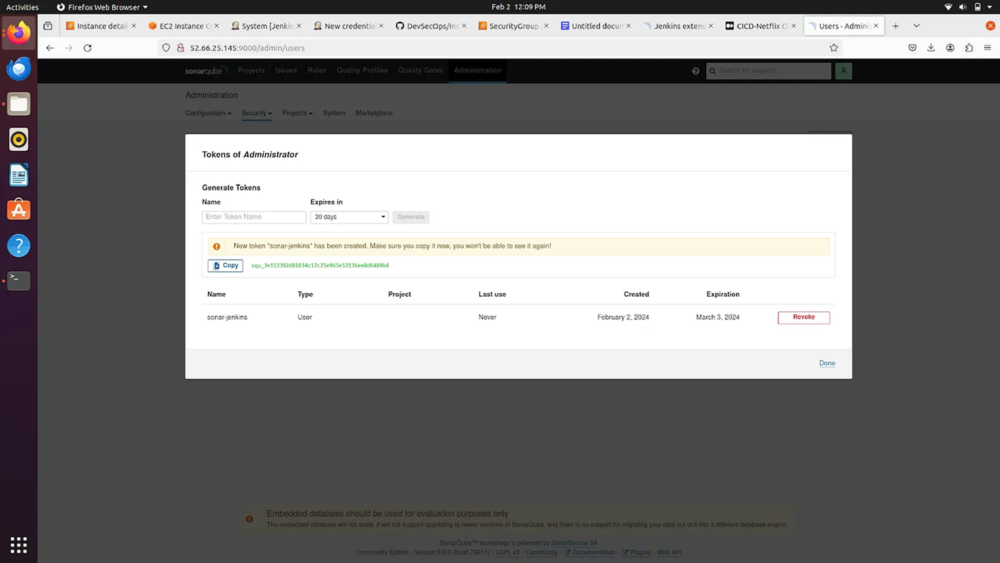 Activities
Firefox Web Browser
Feb 2 12:09 PM
Instance detail
EC2 Instance C
System [Jenkin
New credentia
DevSecOps/Ins
SecurityGroup
Untitled docum
Jenkins extens
CICD-Netflix Cl
Users - Adminis
52.66.25.145:9000/admin/users
sonarqube
Projects
Issues
Rules
Quality Profiles
Quality Gates
Administration
Search for projects...
A
Administration
Configuration
Security
Projects
System
Marketplace
Tokens of Administrator
Generate Tokens
Name
Expires in
Enter Token Name
30 days
Generate
New token "sonar-jenkins" has been created. Make sure you copy it now, you won't be able to see it again!
Copy
squ_3e153382d81034c17c75e965e53136ee0d6489b4
Name Type Project Last use Created Expiration
sonar-jenkins User Never February 2, 2024 March 3, 2024 Revoke
Done
Embedded database should be used for evaluation purposes only
The embedded database will not scale, it will not support upgrading to newer versions of SonarQube, and there is no support for migrating your data out of it into a different database engine.
SonarQube™ technology is powered by SonarSource SA
Community Edition - Version 9.9.3 (build 79811) - LGPL v3 - Community - Documentation - Plugins - Web API